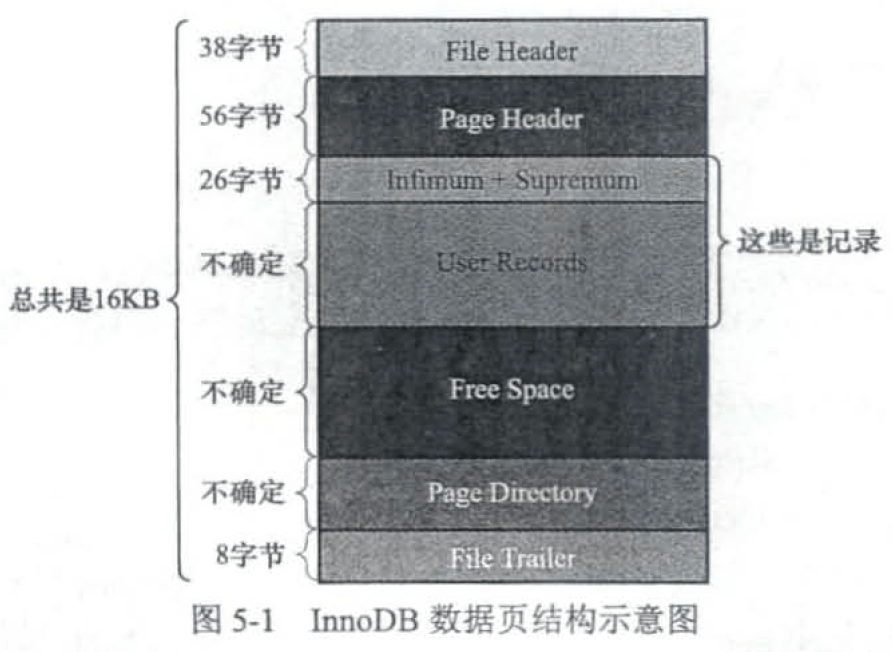 38字节 File Header
56字节 Page Header
26字节 Infimum + Supremum
不确定 User Records
这些是记录
总共是16KB
不确定 Free Space
不确定 Page Directory
8字节 File Trailer
图 5-1 InnoDB 数据页结构示意图